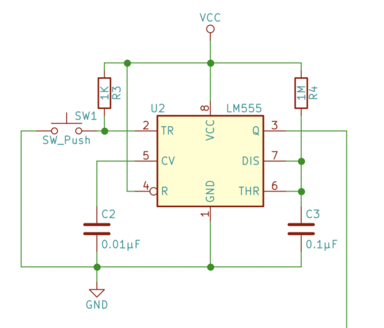 VCC
1K
R3
1M
R4
U2
LM555
SW1
SW_Push
2
TR
8
VCC
Q
3
5
CV
DIS
7
4
R
GND
1
THR
6
C2
0.01µF
C3
0.1µF
GND